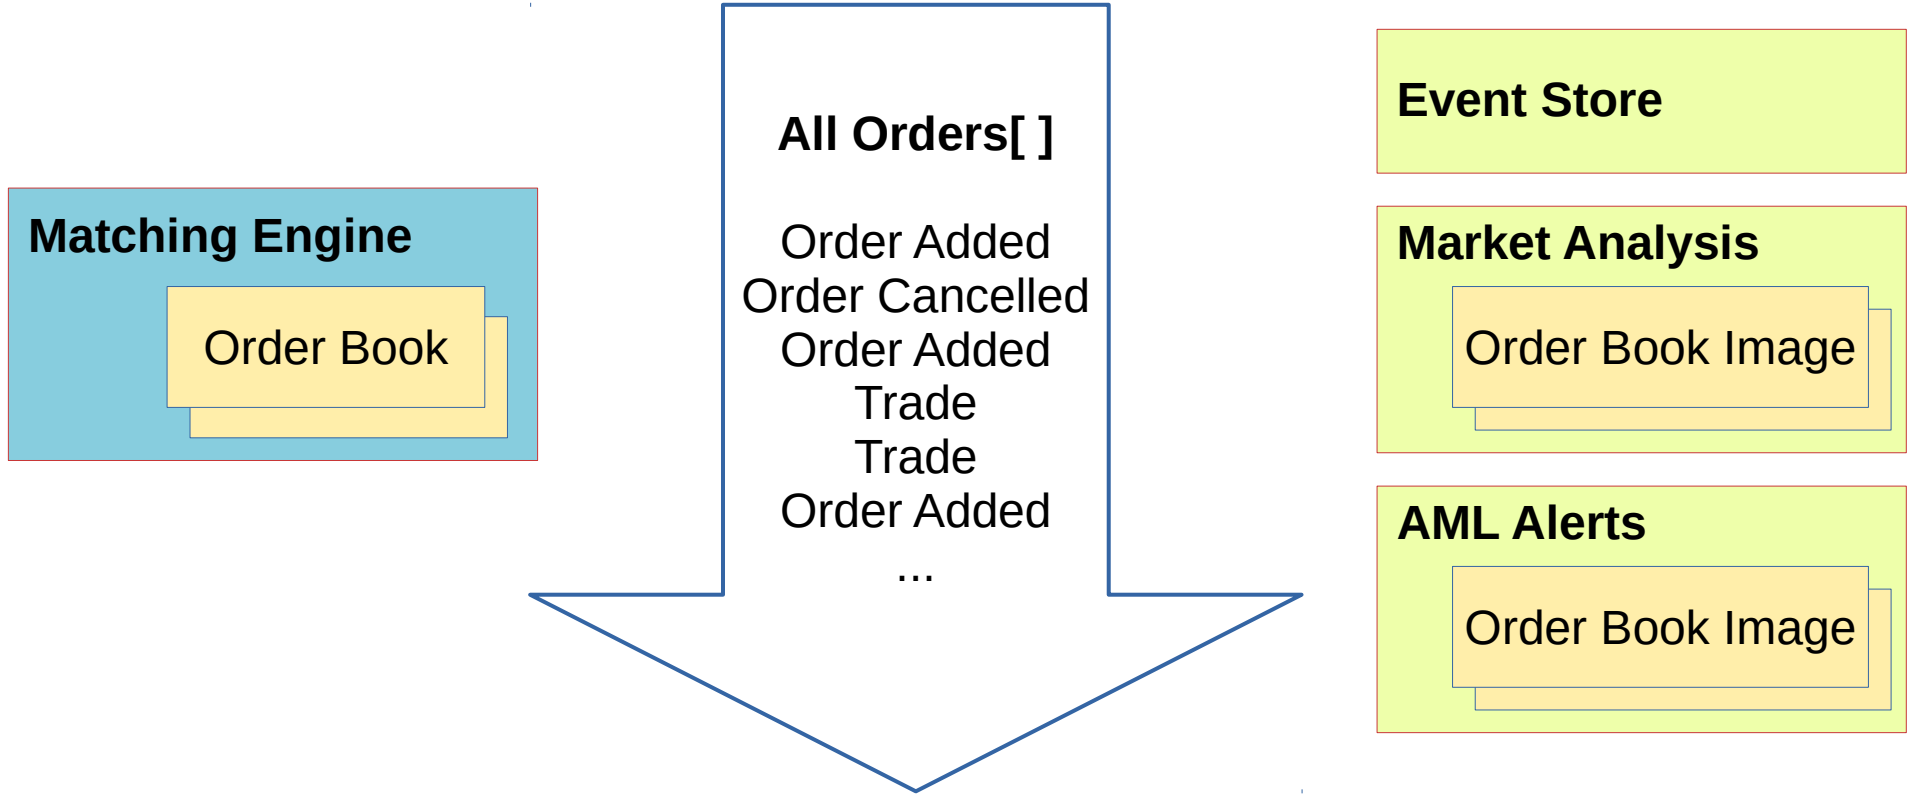 Matching Engine
Order Book
All Orders[ ]
Order Added
Order Cancelled
Order Added
Trade
Trade
Order Added
...
Event Store
Market Analysis
Order Book Image
AML Alerts
Order Book Image